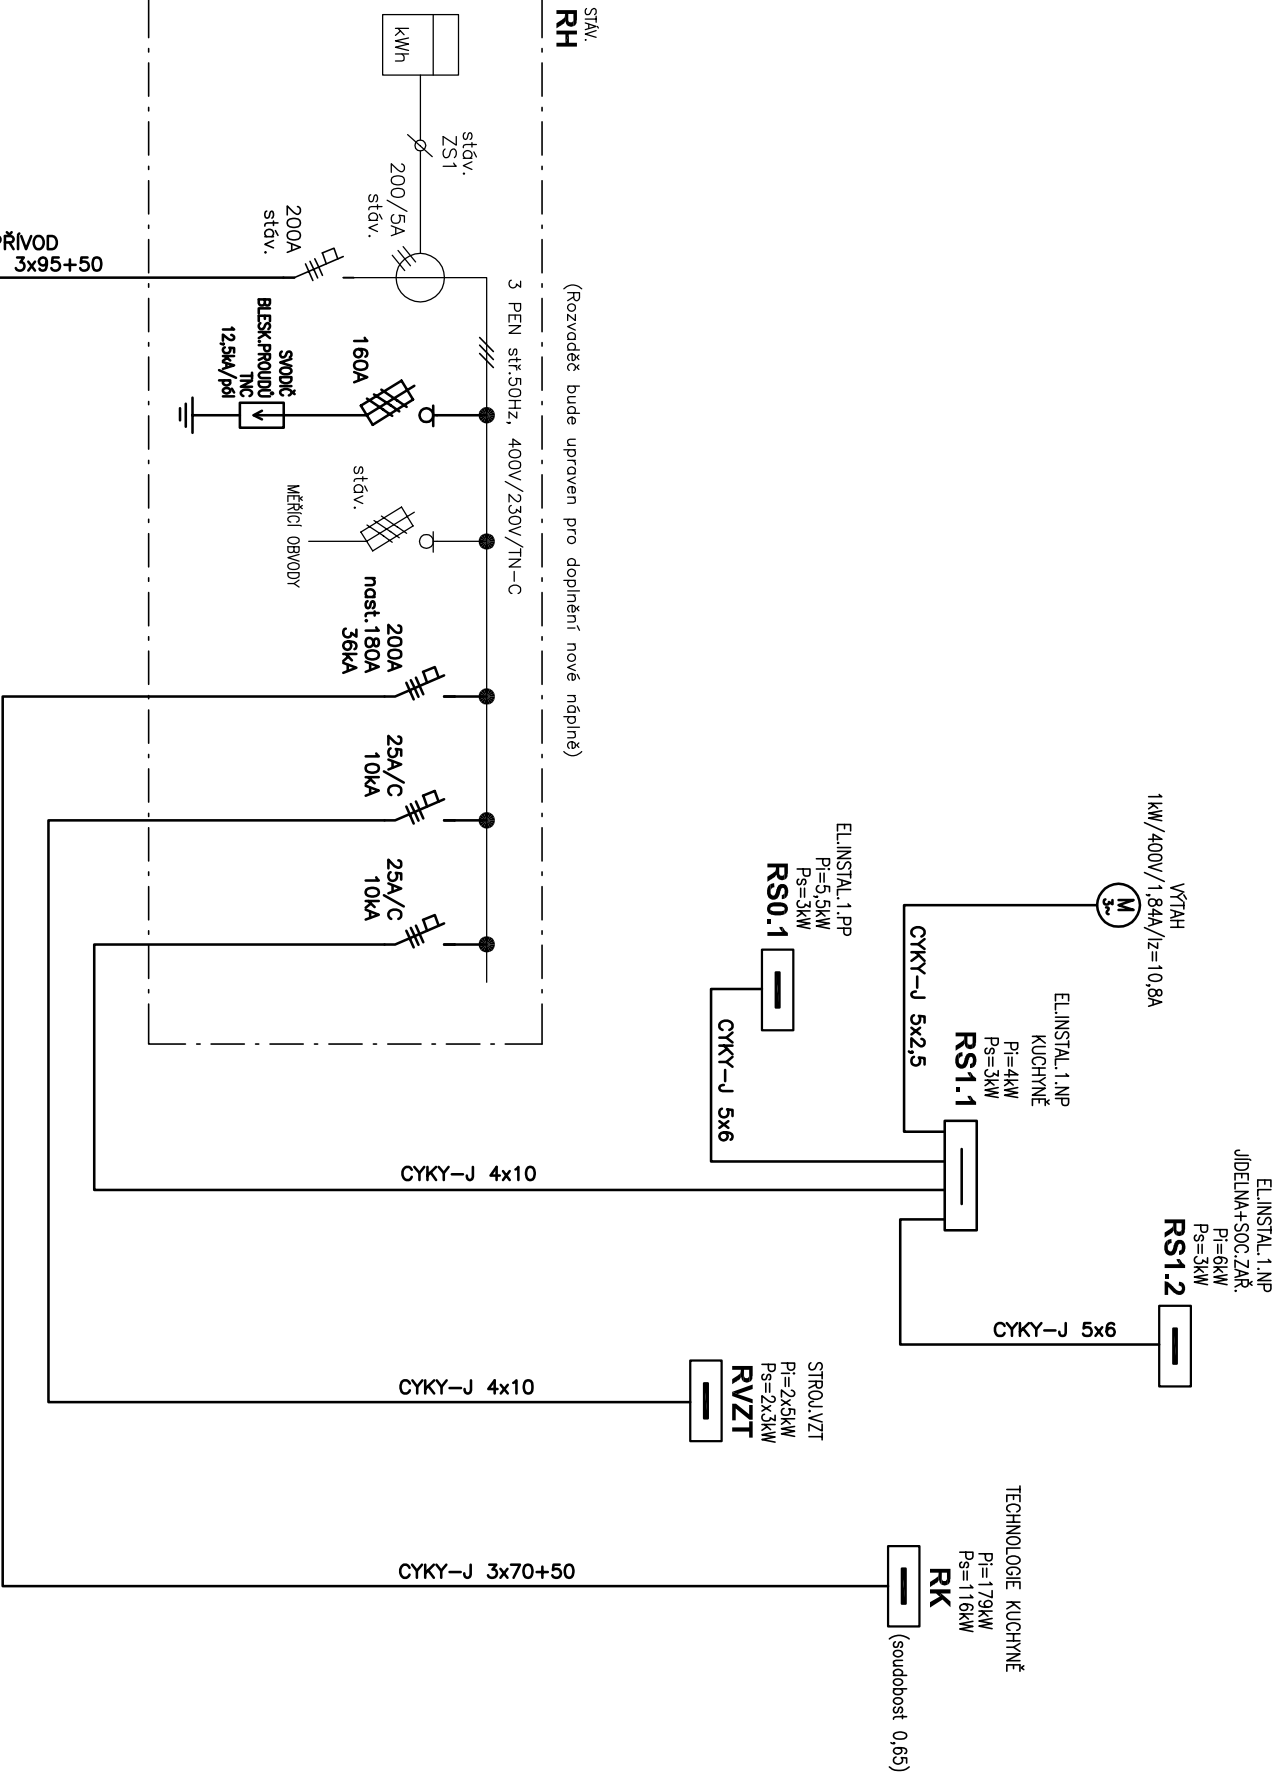 STÁV.
RH
(Rozvaděč bude upraven pro doplnění nové náplně)
3 PEN stř.50Hz, 400V/230V/TN-C
kWh
stáv.
ZS1
200/5A
stáv.
200A
stáv.
PŘÍVOD
3x95+50
160A
SVODIČ
BLESK.PROUDŮ
TNC
12,5kA/pól
stáv.
MĚŘÍCÍ OBVODY
200A
nast.180A
36kA
25A/C
10kA
25A/C
10kA
VÝTAH
1kW/400V/1,84A/Iz=10,8A
M
3~
CYKY-J 5x2,5
EL.INSTAL.1.PP
Pi=5,5kW
Ps=3kW
RS0.1
CYKY-J 5x6
EL.INSTAL.1.NP
KUCHYNĚ
Pi=4kW
Ps=3kW
RS1.1
CYKY-J 4x10
EL.INSTAL.1.NP
JÍDELNA+SOC.ZAŘ.
Pi=6kW
Ps=3kW
RS1.2
CYKY-J 5x6
STROJ.VZT
Pi=2x5kW
Ps=2x3kW
RVZT
CYKY-J 4x10
TECHNOLOGIE KUCHYNĚ
Pi=179kW
Ps=116kW
RK
(soudobost 0,65)
CYKY-J 3x70+50